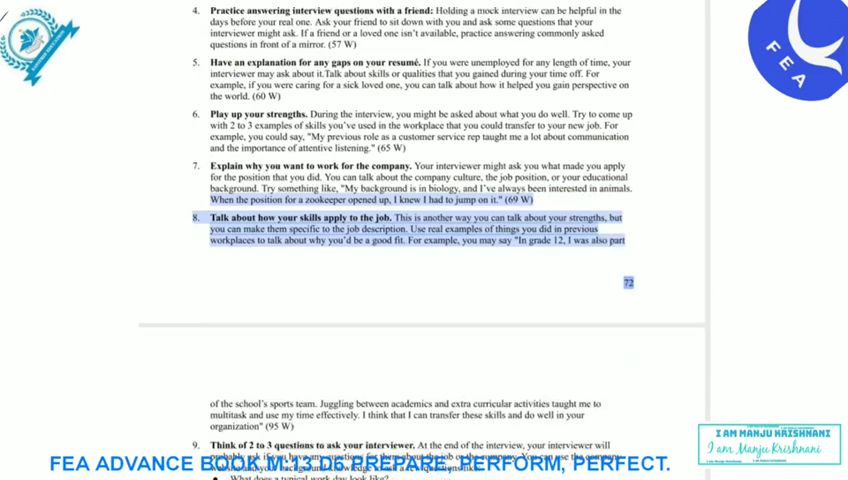 4. Practice answering interview questions with a friend: Holding a mock interview can be helpful in the
days before your real one. Ask your friend to sit down with you and ask some questions that your
interviewer might ask. If a friend or a loved one isn't available, practice answering commonly asked
questions in front of a mirror. (57 W)
5. Have an explanation for any gaps on your resumé. If you were unemployed for any length of time, your
interviewer may ask about it.Talk about skills or qualities that you gained during your time off. For
example, if you were caring for a sick loved one, you can talk about how it helped you gain perspective on
the world. (60 W)
6. Play up your strengths. During the interview, you might be asked about what you do well. Try to come up
with 2 to 3 examples of skills you've used in the workplace that you could transfer to your new job. For
example, you could say, "My previous role as a customer service rep taught me a lot about communication
and the importance of attentive listening." (65 W)
7. Explain why you want to work for the company. Your interviewer might ask you what made you apply
for the position that you did. You can talk about the company culture, the job position, or your educational
background. Try something like, "My background is in biology, and I've always been interested in animals.
When the position for a zookeeper opened up, I knew I had to jump on it." (69 W)
8. Talk about how your skills apply to the job. This is another way you can talk about your strengths, but
you can make them specific to the job description. Use real examples of things you did in previous
workplaces to talk about why you'd be a good fit. For example, you may say "In grade 12, I was also part
72
of the school's sports team. Juggling between academics and extra curricular activities taught me to
multitask and use my time effectively. I think that I can transfer these skills and do well in your
organization" (95 W)
9. Think of 2 to 3 questions to ask your interviewer. At the end of the interview, your interviewer will
FEA ADVANCE BOOK M:13 D6 PREPARE, PERFORM, PERFECT.
What does a typical work day look like?
FEA
I AM MANJU KRISHNANI
I am Manju Krishnani